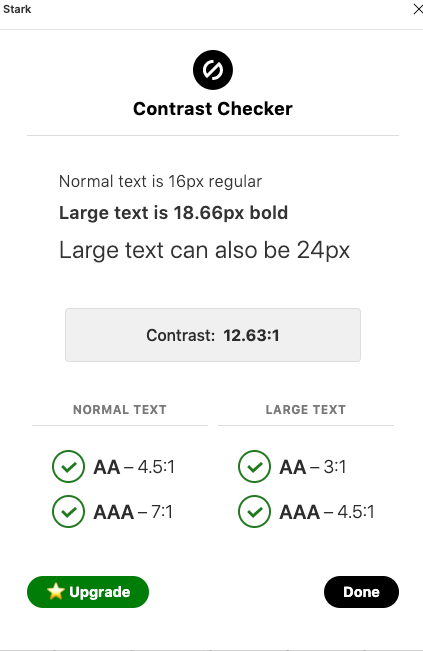 Stark
Contrast Checker
Normal text is 16px regular
Large text is 18.66px bold
Large text can also be 24px
Contrast: 12.63:1
NORMAL TEXT
AA – 4.5:1
AAA – 7:1
LARGE TEXT
AA – 3:1
AAA – 4.5:1
⭐ Upgrade
Done